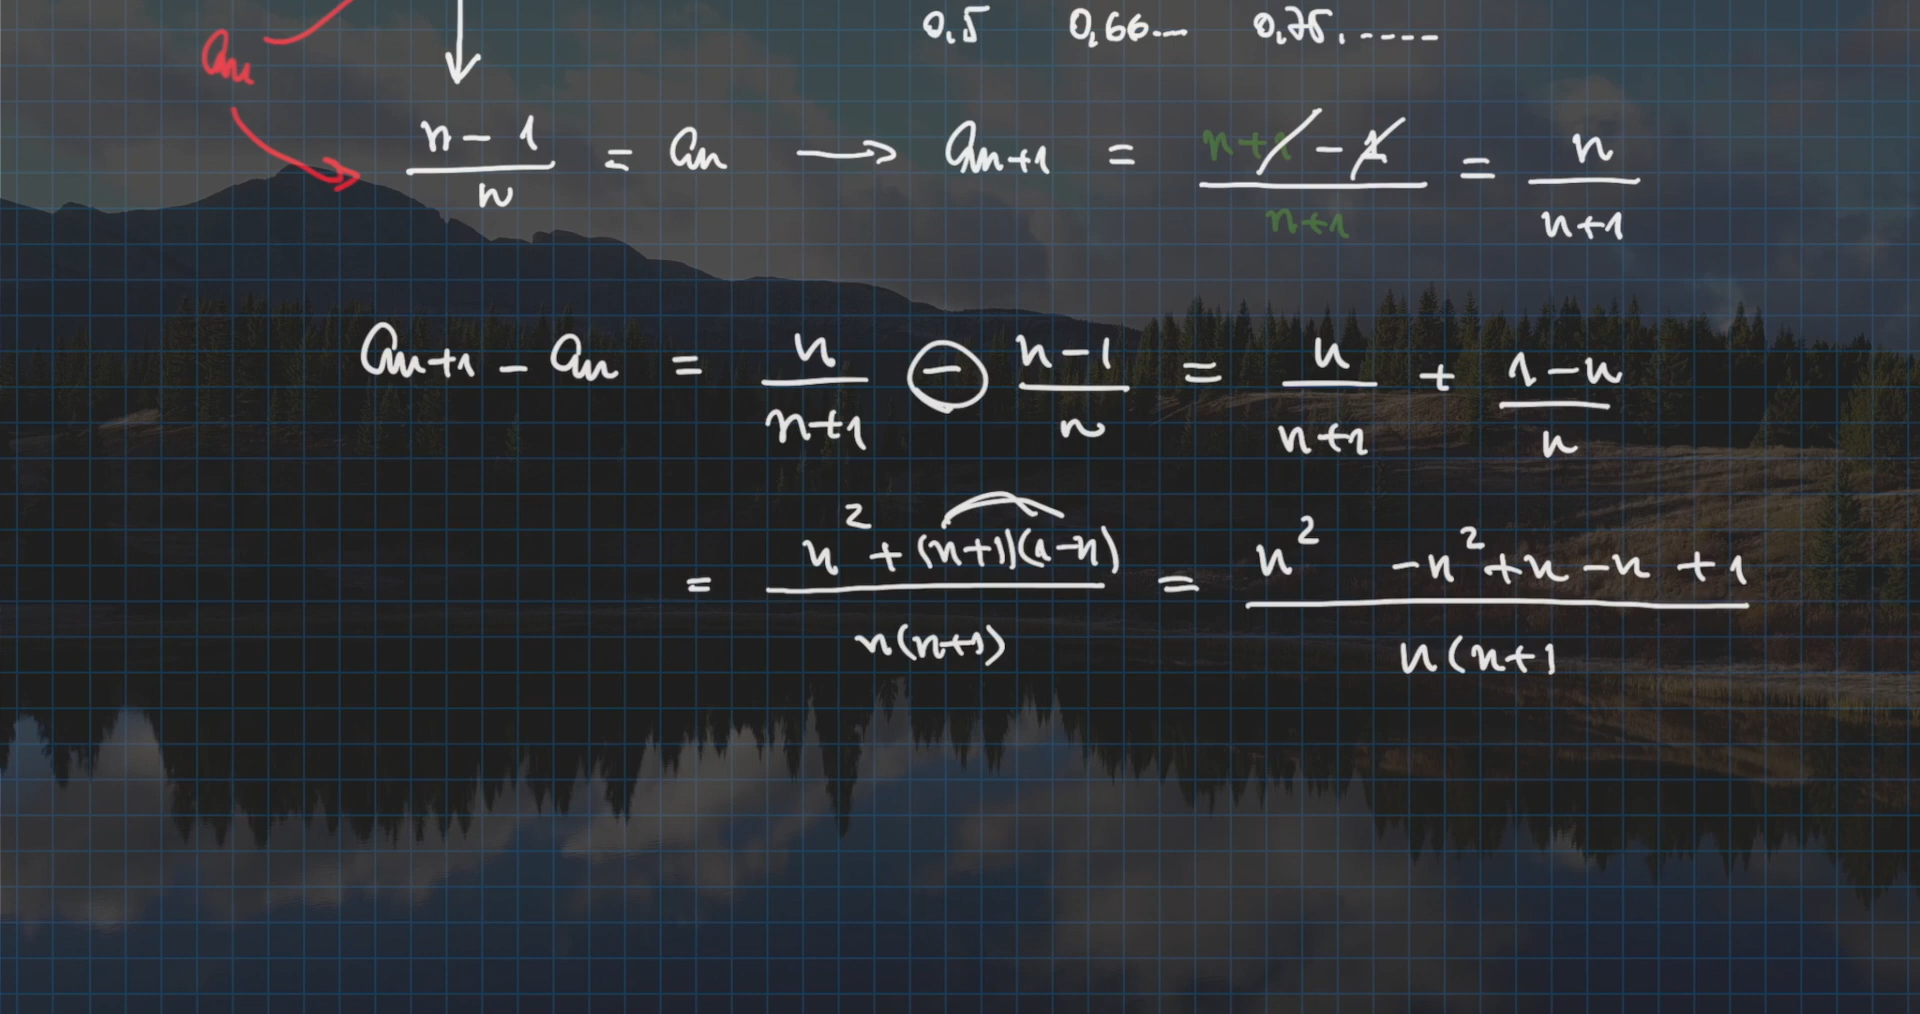 0,5 0,66... 0,75.....
an
n-1/n = an → an+1 = n+1-1/n+1 = n/n+1
an+1 - an = n/n+1 - n-1/n = n/n+1 + 1-n/n
= n²+(n+1)(1-n)/n(n+1) = n² -n²+n-n+1/n(n+1